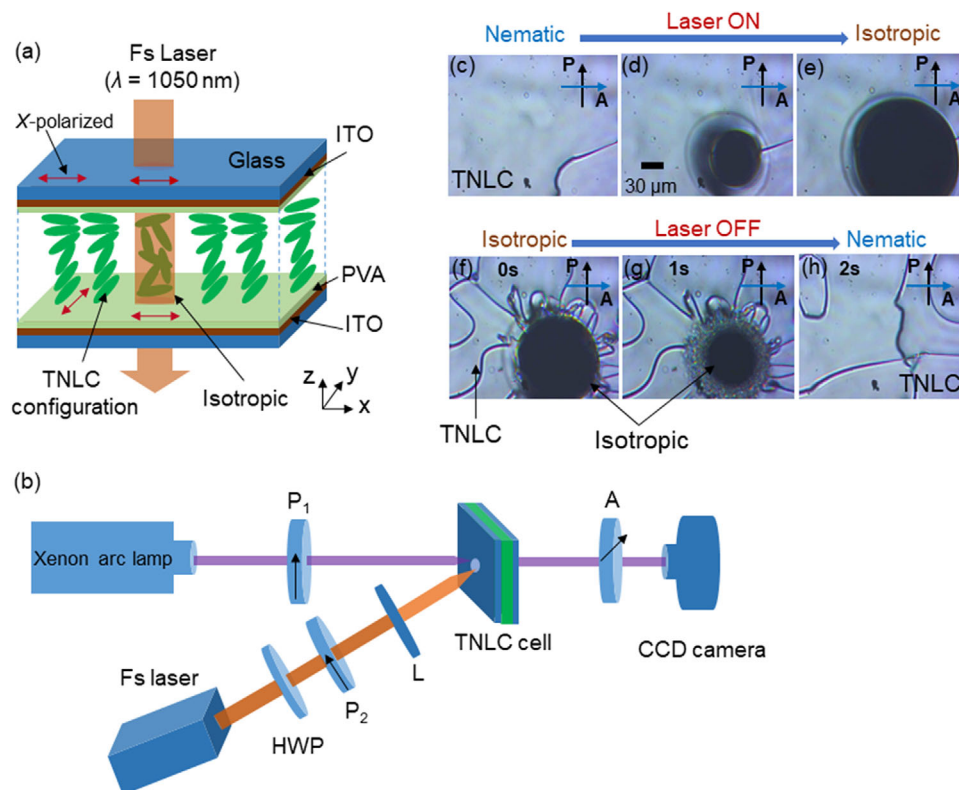 (a)
Fs Laser
(λ = 1050 nm)
X-polarized
Glass
ITO
PVA
ITO
TNLC
configuration
Isotropic
z
y
x
Laser ON
Nematic
Isotropic
(c)
P
A
TNLC
(d)
P
A
30 µm
(e)
P
A
Laser OFF
Isotropic
Nematic
(f)
0s
P
A
(g)
1s
P
A
(h)
2s
P
A
TNLC
TNLC
Isotropic
(b)
Xenon arc lamp
P1
TNLC cell
A
CCD camera
Fs laser
HWP
P2
L